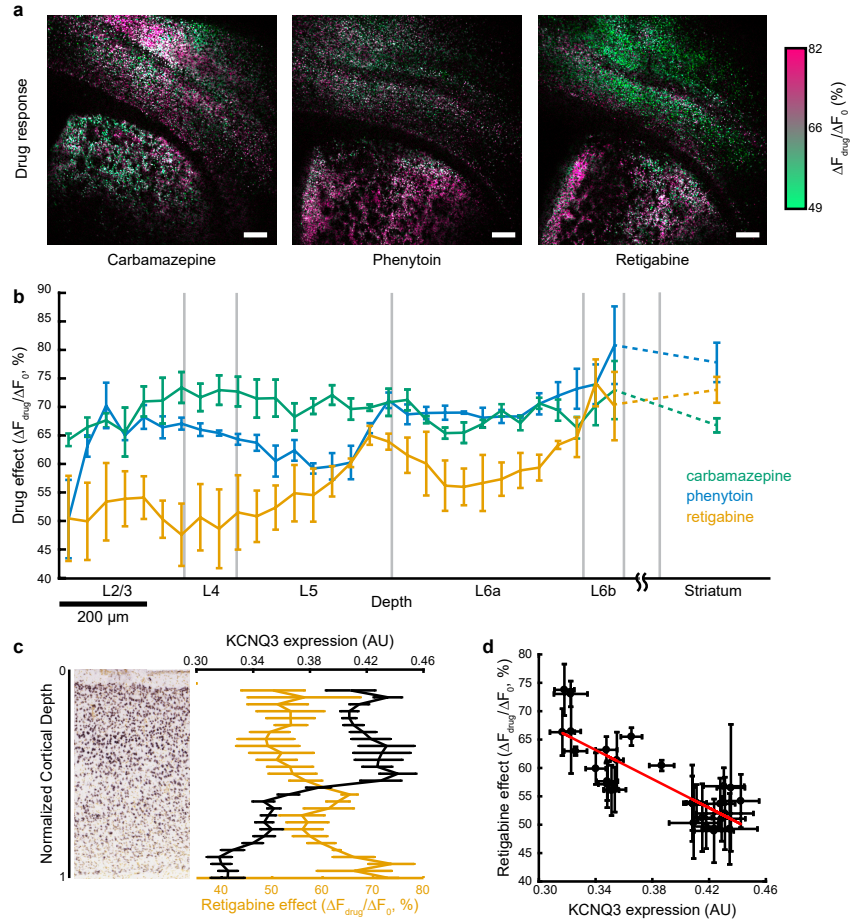 a
Drug response
Carbamazepine
Phenytoin
Retigabine
82
66
49
ΔF_drug/ΔF_0 (%)
b
Drug effect (ΔF_drug/ΔF_0, %)
90
85
80
75
70
65
60
55
50
45
40
carbamazepine
phenytoin
retigabine
L2/3
L4
L5
L6a
L6b
Striatum
Depth
200 μm
c
KCNQ3 expression (AU)
0.30
0.34
0.38
0.42
0.46
0
Normalized Cortical Depth
1
40
50
60
70
80
Retigabine effect (ΔF_drug/ΔF_0, %)
d
Retigabine effect (ΔF_drug/ΔF_0, %)
80
75
70
65
60
55
50
45
40
0.30
0.34
0.38
0.42
0.46
KCNQ3 expression (AU)